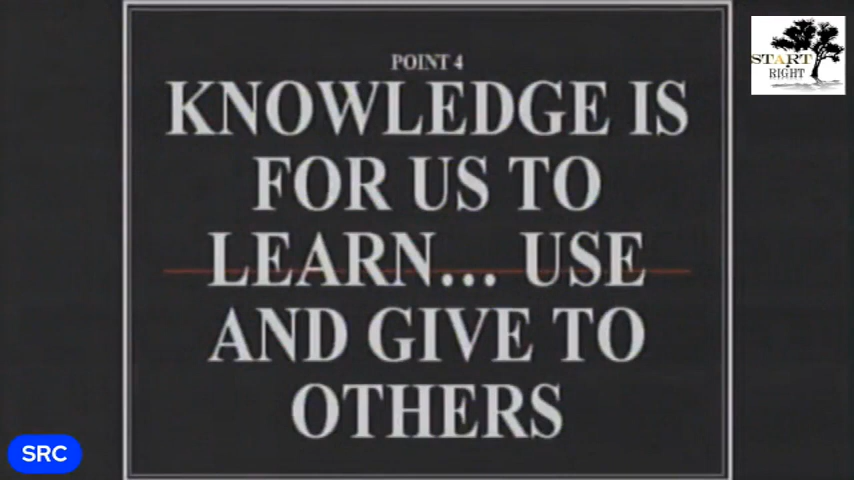 POINT 4
KNOWLEDGE IS
FOR US TO
LEARN... USE
AND GIVE TO
OTHERS
START
RIGHT
SRC